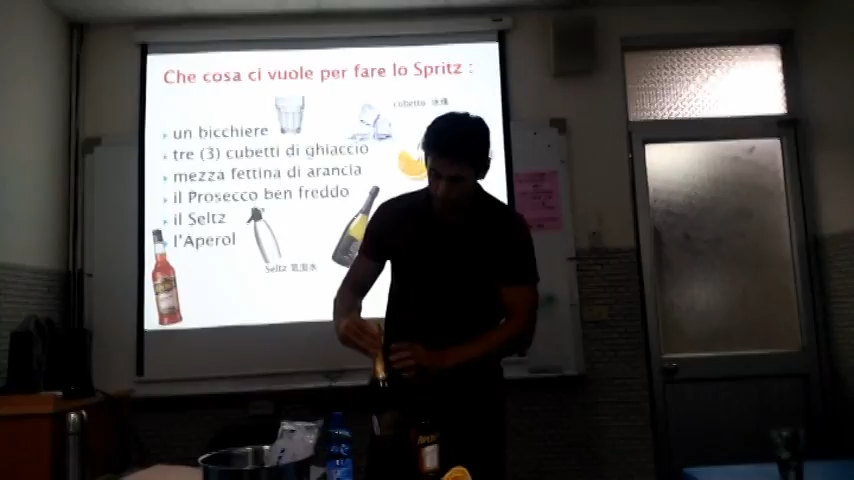 Che cosa ci vuole per fare lo Spritz :
cubetto 冰塊
un bicchiere
tre (3) cubetti di ghiaccio
mezza fettina di arancia
il Prosecco ben freddo
il Seltz
l'Aperol
Seltz 氣泡水